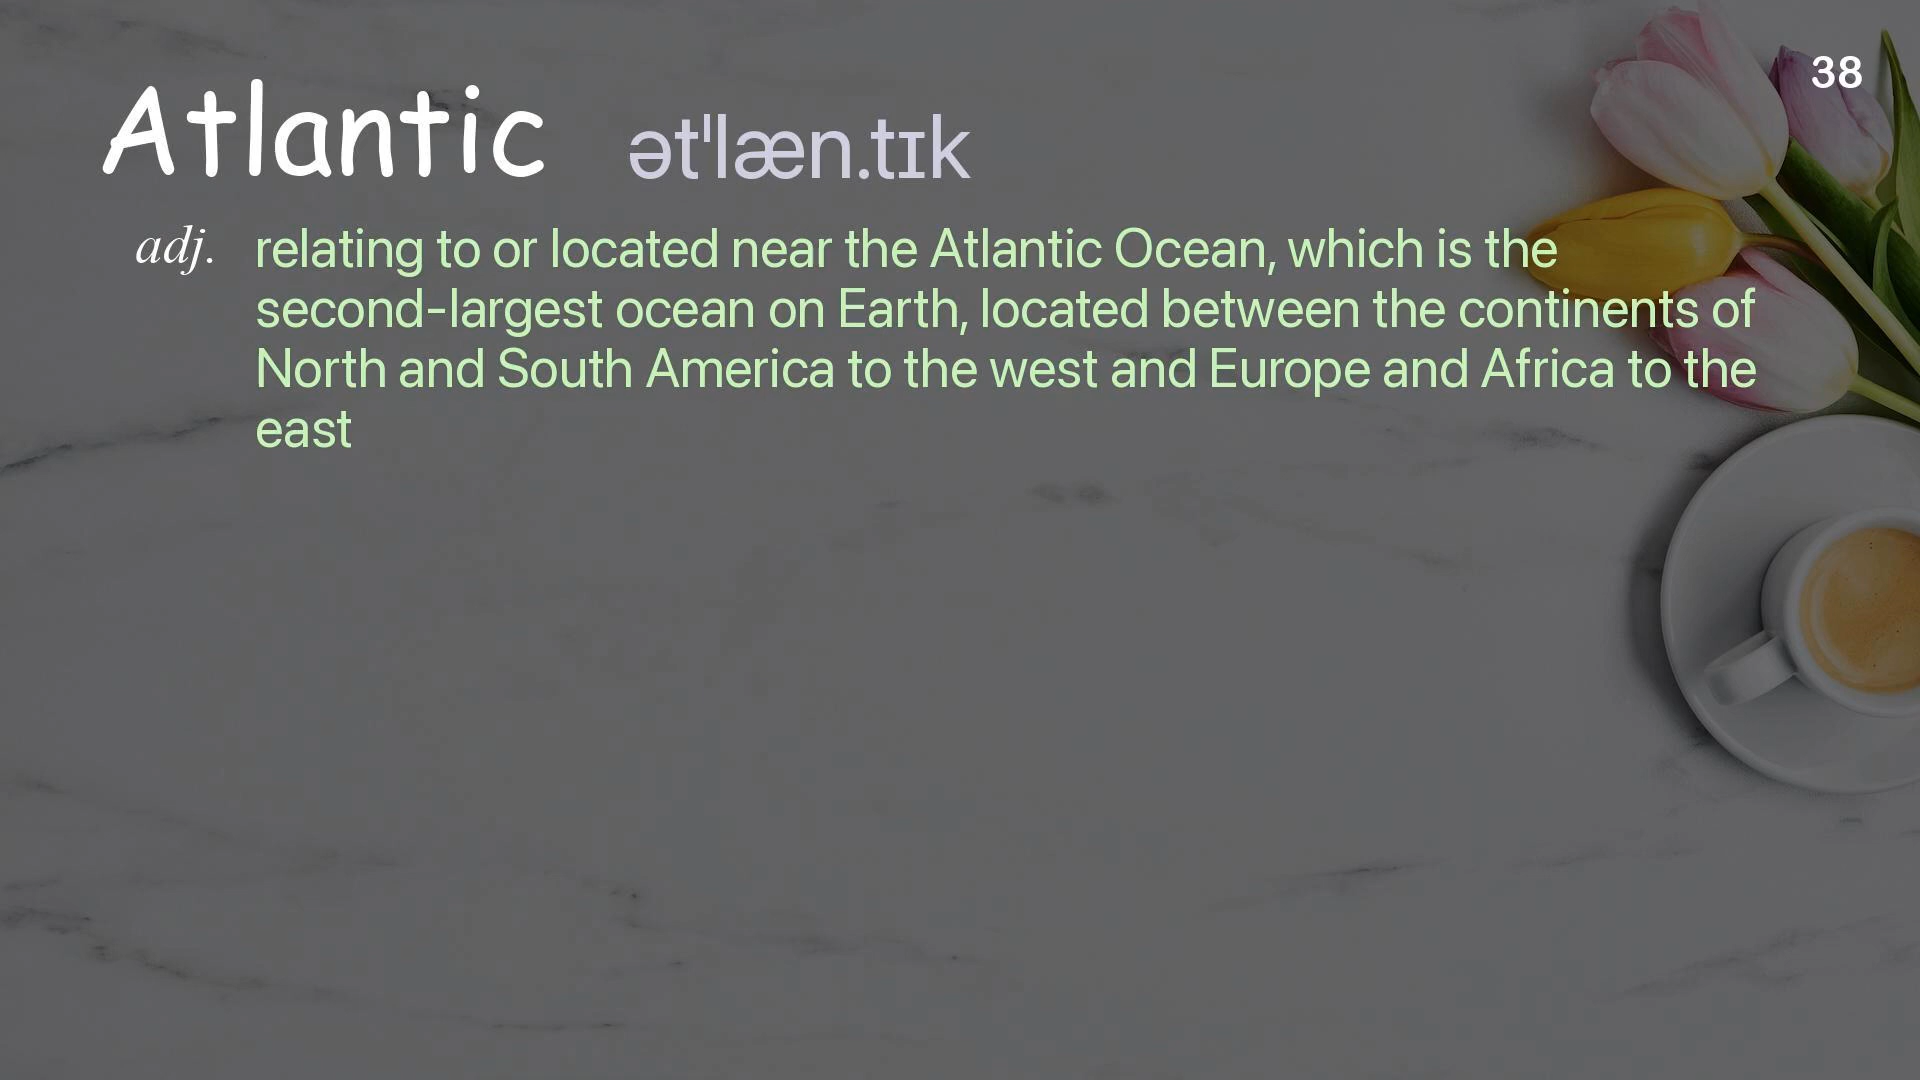 38
Atlantic ətˈlæn.tɪk
adj. relating to or located near the Atlantic Ocean, which is the
second-largest ocean on Earth, located between the continents of
North and South America to the west and Europe and Africa to the
east